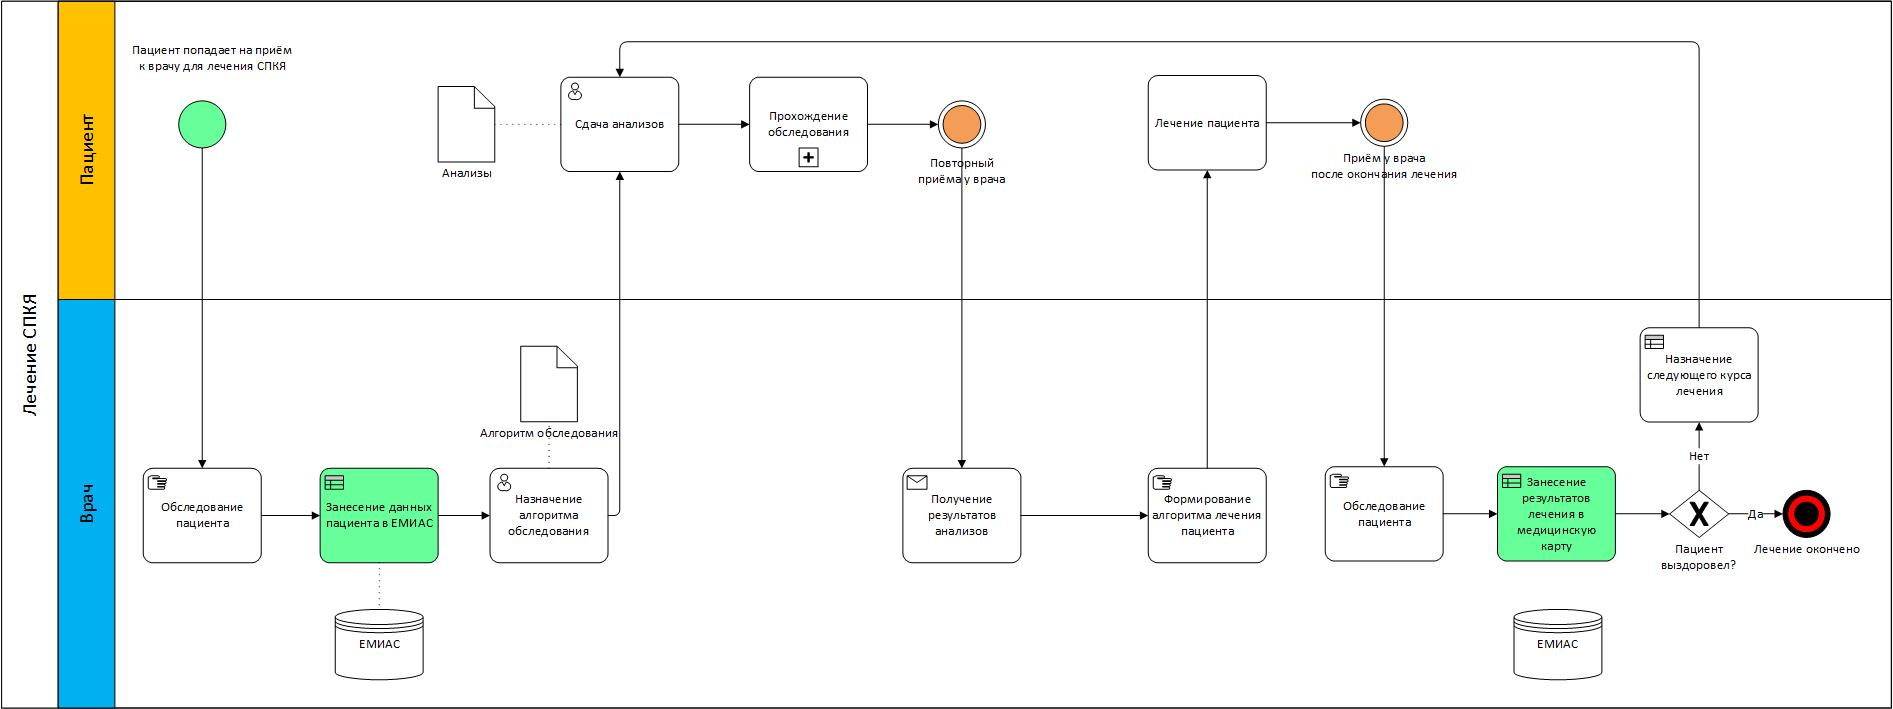 Лечение СПКЯ
Пациент
Пациент попадает на приём
к врачу для лечения СПКЯ
Анализы
Сдача анализов
Прохождение
обследования
Повторный
приёма у врача
Лечение пациента
Приём у врача
после окончания лечения
Врач
Обследование
пациента
Занесение данных
пациента в ЕМИАС
ЕМИАС
Алгоритм обследования
Назначение
алгоритма
обследования
Получение
результатов
анализов
Формирование
алгоритма лечения
пациента
Обследование
пациента
Занесение
результатов
лечения в
медицинскую
карту
ЕМИАС
Назначение
следующего курса
лечения
Нет
X
Да
Пациент
выздоровел?
Лечение окончено